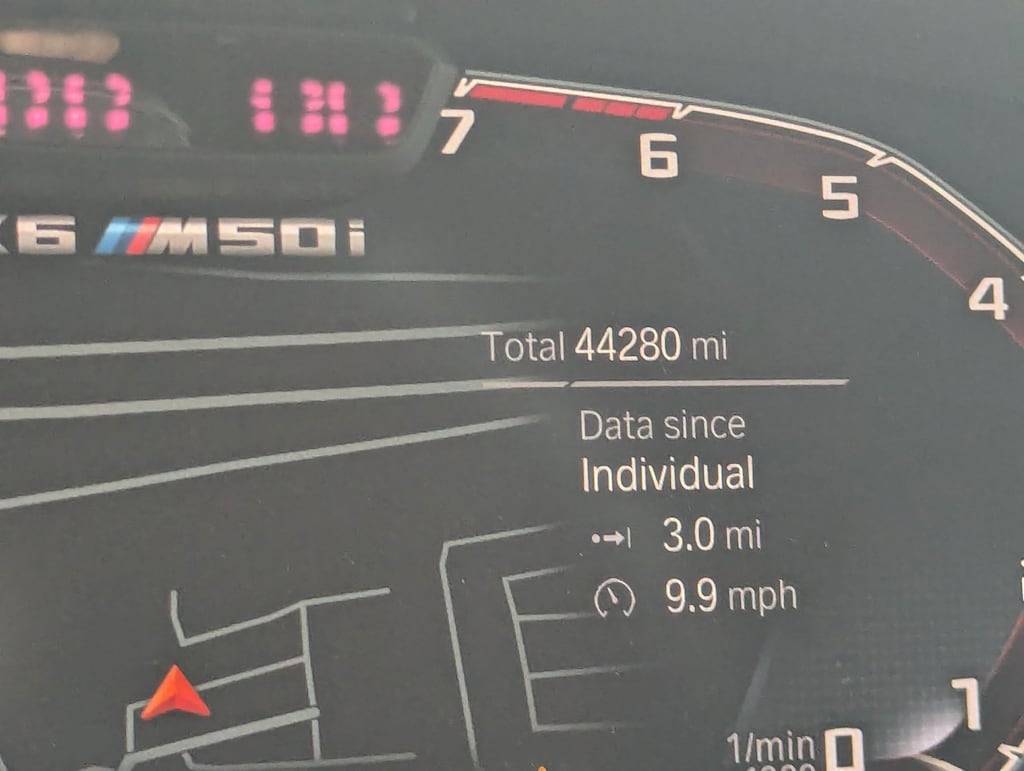 7
6
5
4
X6 M50i
Total 44280 mi
Data since
Individual
3.0 mi
9.9 mph
1
1/min 0